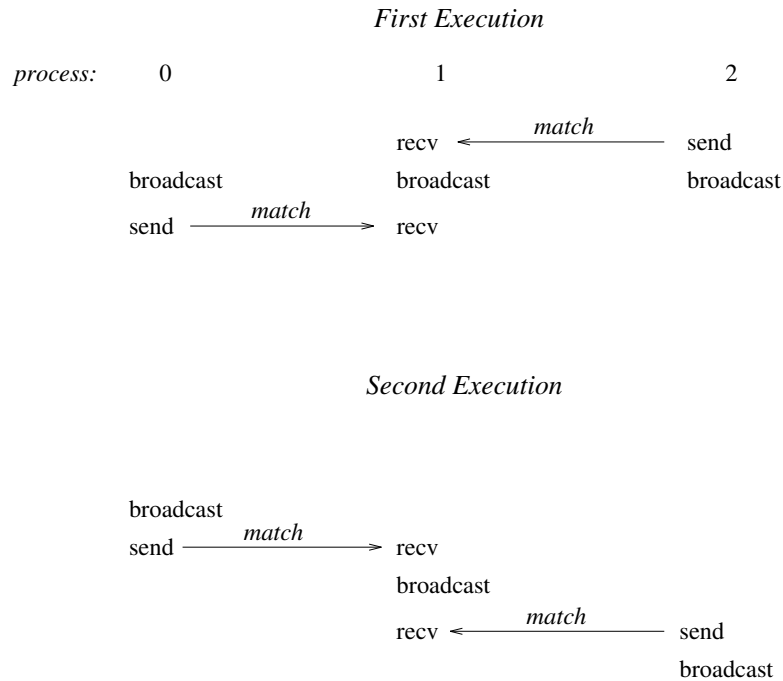 First Execution
process: 0 1 2
match
recv send
broadcast broadcast broadcast
match
send recv
Second Execution
broadcast
match
send recv
broadcast
match
recv send
broadcast